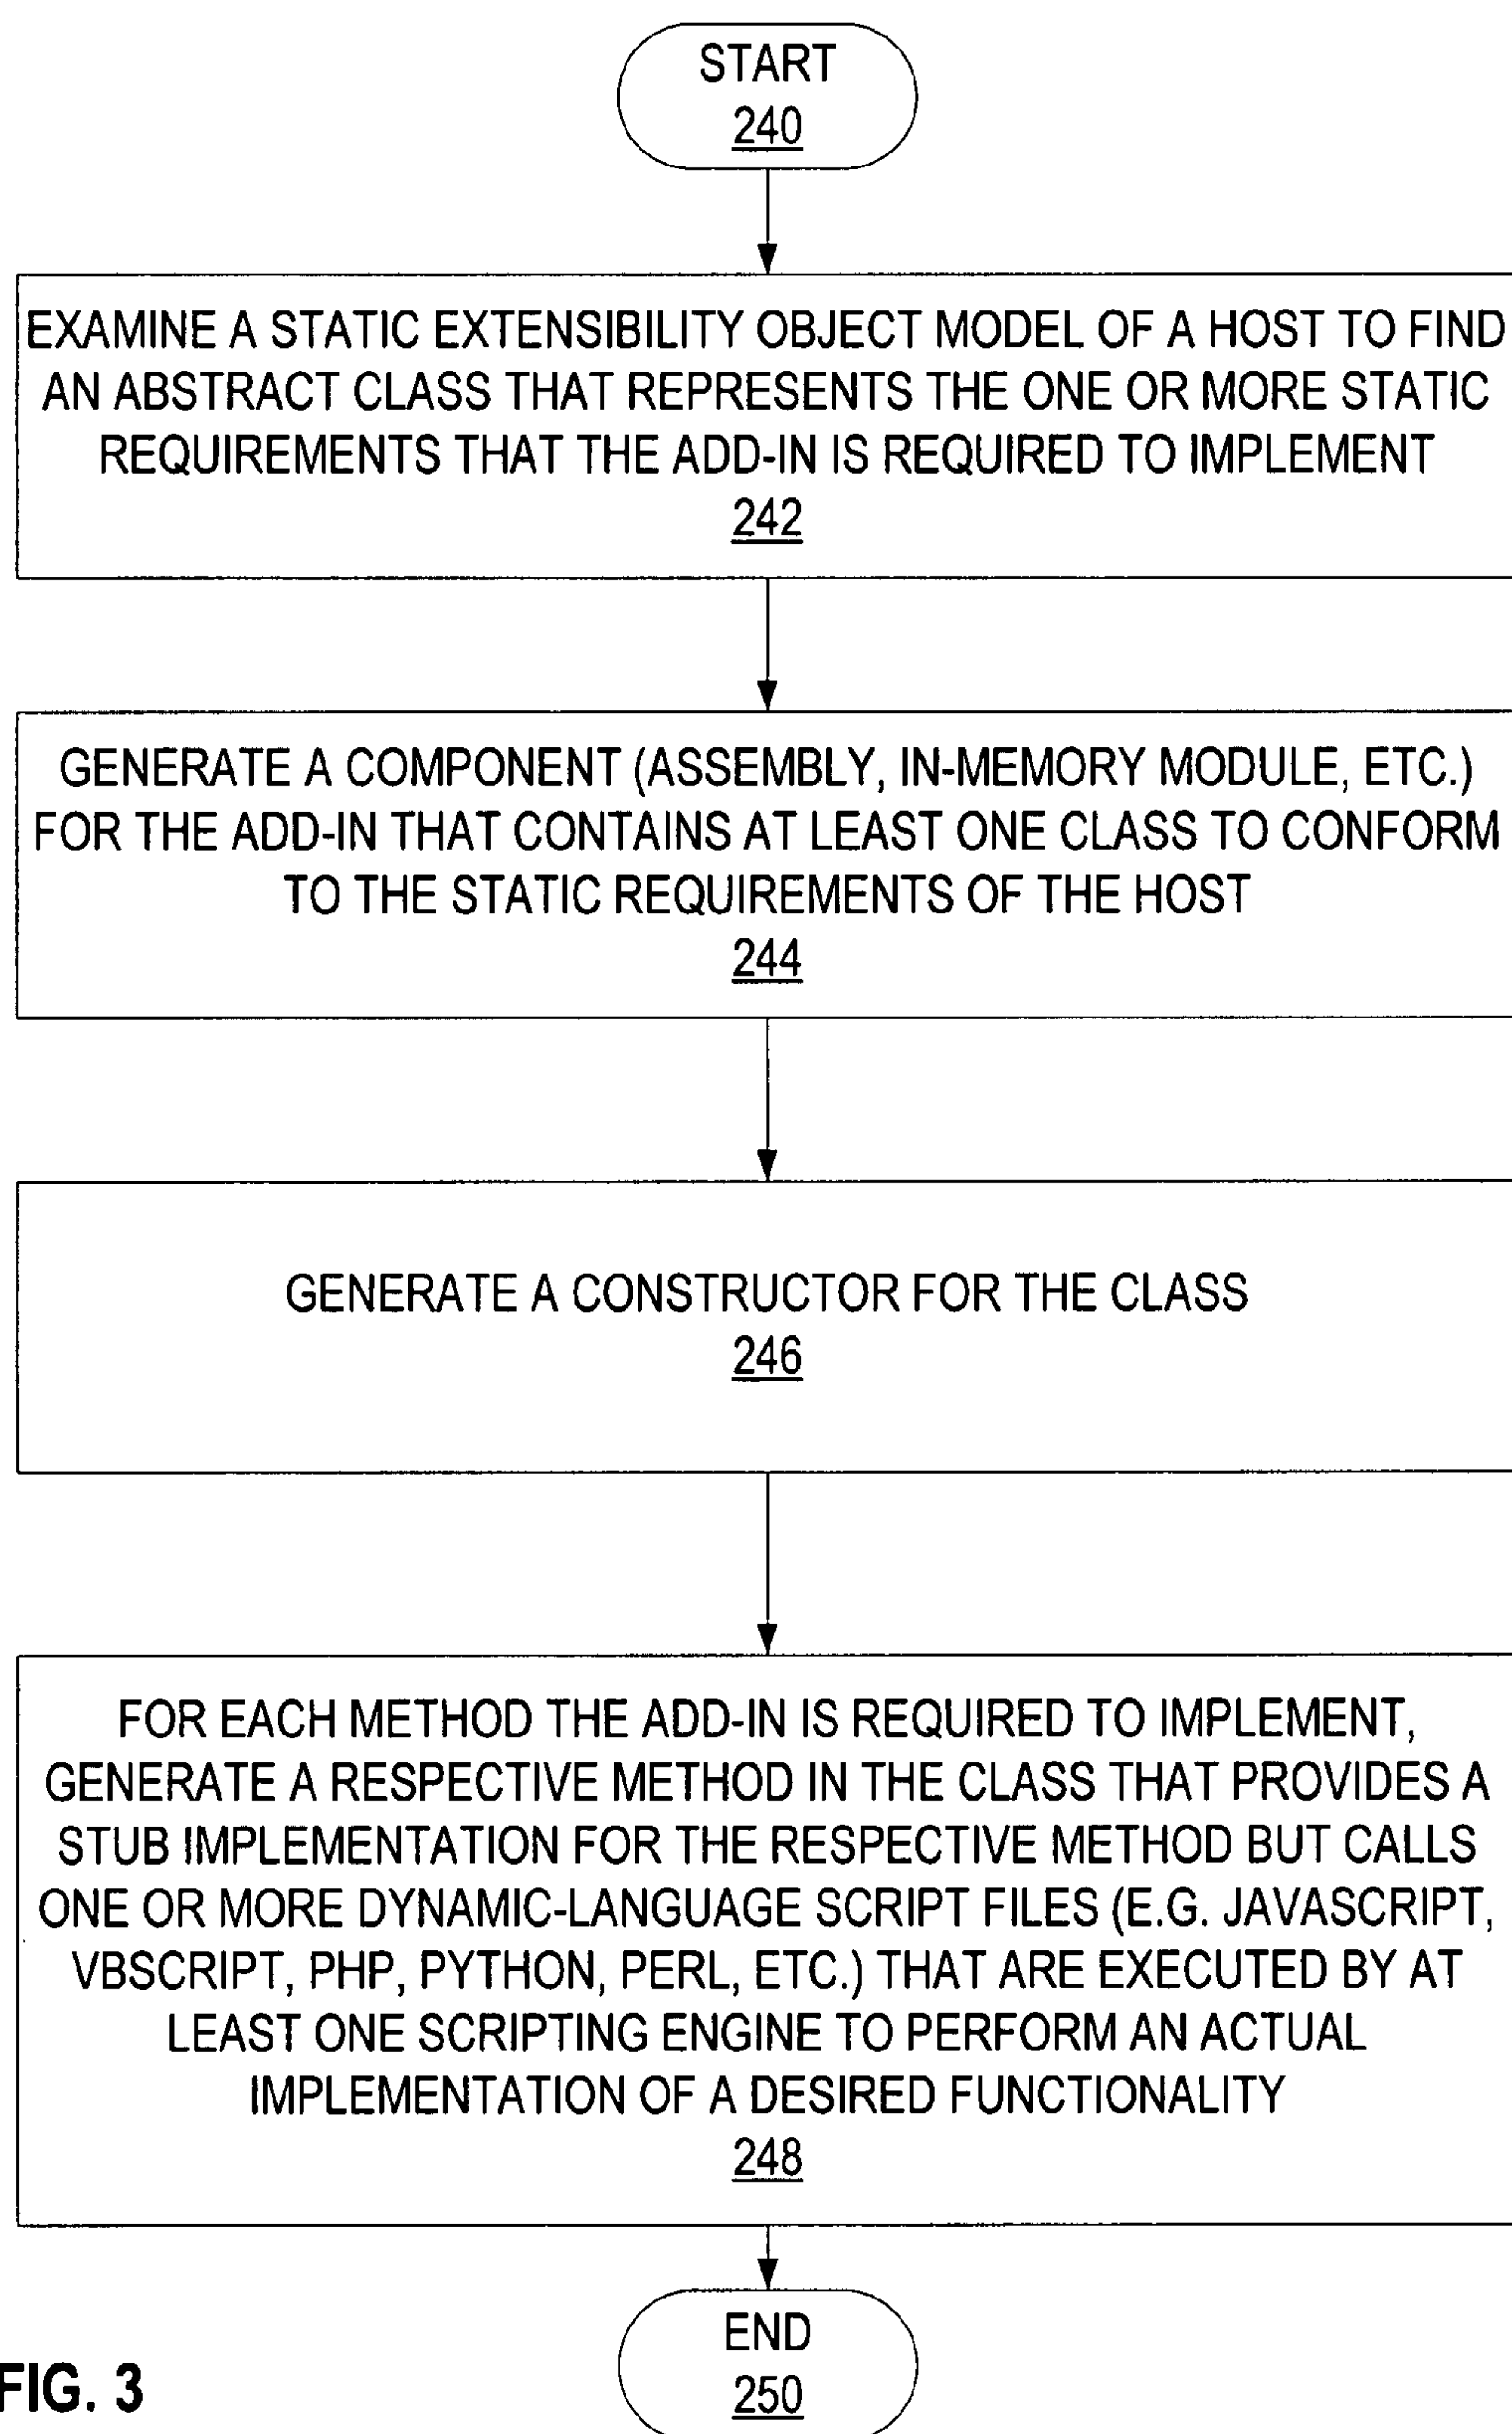 START
240
EXAMINE A STATIC EXTENSIBILITY OBJECT MODEL OF A HOST TO FIND
AN ABSTRACT CLASS THAT REPRESENTS THE ONE OR MORE STATIC
REQUIREMENTS THAT THE ADD-IN IS REQUIRED TO IMPLEMENT
242
GENERATE A COMPONENT (ASSEMBLY, IN-MEMORY MODULE, ETC.)
FOR THE ADD-IN THAT CONTAINS AT LEAST ONE CLASS TO CONFORM
TO THE STATIC REQUIREMENTS OF THE HOST
244
GENERATE A CONSTRUCTOR FOR THE CLASS
246
FOR EACH METHOD THE ADD-IN IS REQUIRED TO IMPLEMENT,
GENERATE A RESPECTIVE METHOD IN THE CLASS THAT PROVIDES A
STUB IMPLEMENTATION FOR THE RESPECTIVE METHOD BUT CALLS
ONE OR MORE DYNAMIC-LANGUAGE SCRIPT FILES (E.G. JAVASCRIPT,
VBSCRIPT, PHP, PYTHON, PERL, ETC.) THAT ARE EXECUTED BY AT
LEAST ONE SCRIPTING ENGINE TO PERFORM AN ACTUAL
IMPLEMENTATION OF A DESIRED FUNCTIONALITY
248
END
250
FIG. 3